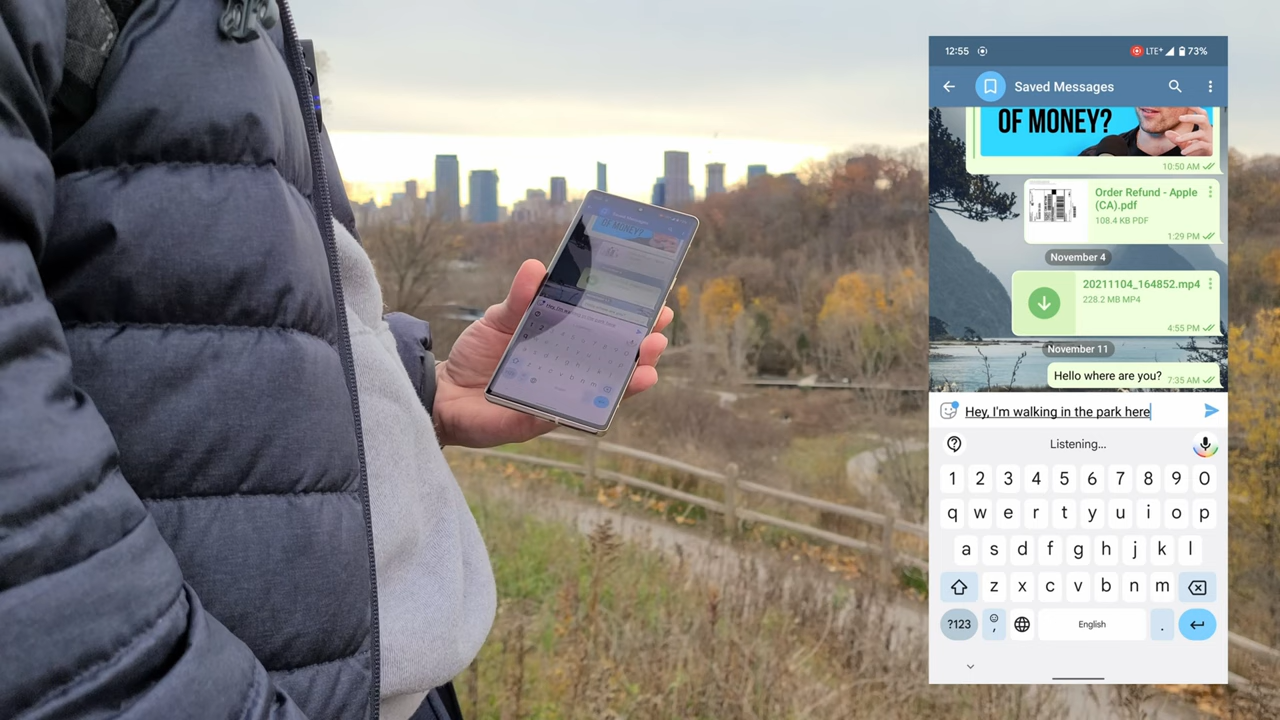 12:55 LTE+ 73%
Saved Messages
OF MONEY?
10:50 AM
Order Refund - Apple
(CA).pdf
108.4 KB PDF
1:29 PM
November 4
20211104_164852.mp4
228.2 MB MP4
4:55 PM
November 11
Hello where are you? 7:35 AM
Hey, I'm walking in the park here
Listening...
1 2 3 4 5 6 7 8 9 0
q w e r t y u i o p
a s d f g h j k l
z x c v b n m
?123 , English .
OF MONEY?